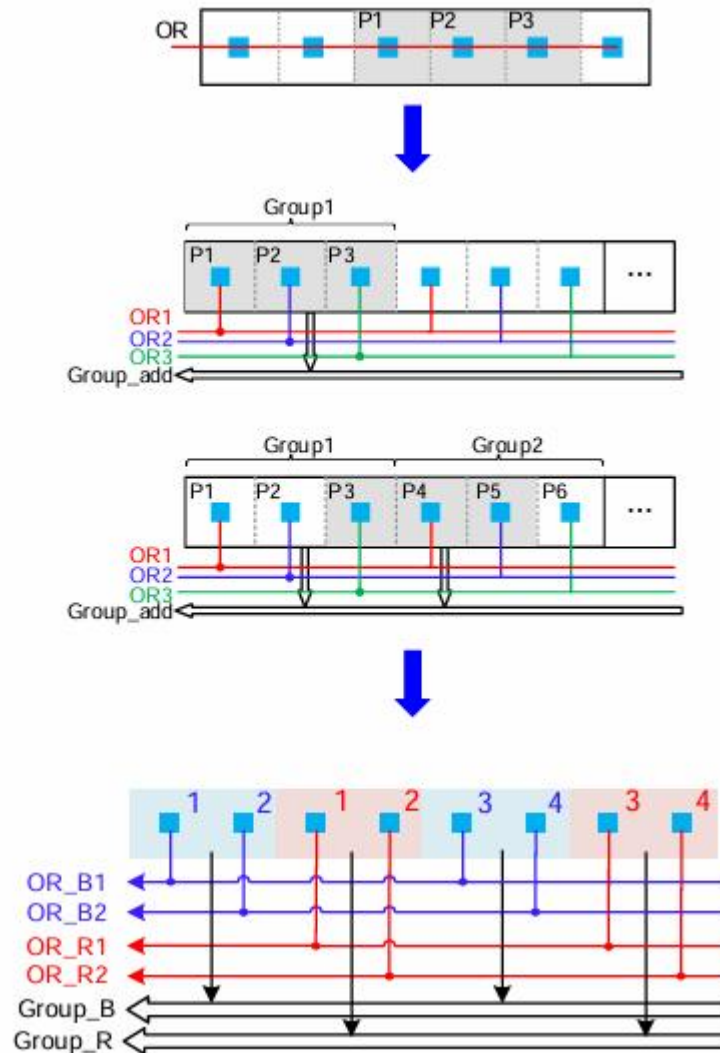 OR P1 P2 P3
Group1
P1 P2 P3 ...
OR1
OR2
OR3
Group_add
Group1 Group2
P1 P2 P3 P4 P5 P6 ...
OR1
OR2
OR3
Group_add
1 2 1 2 3 4 3 4
OR_B1
OR_B2
OR_R1
OR_R2
Group_B
Group_R